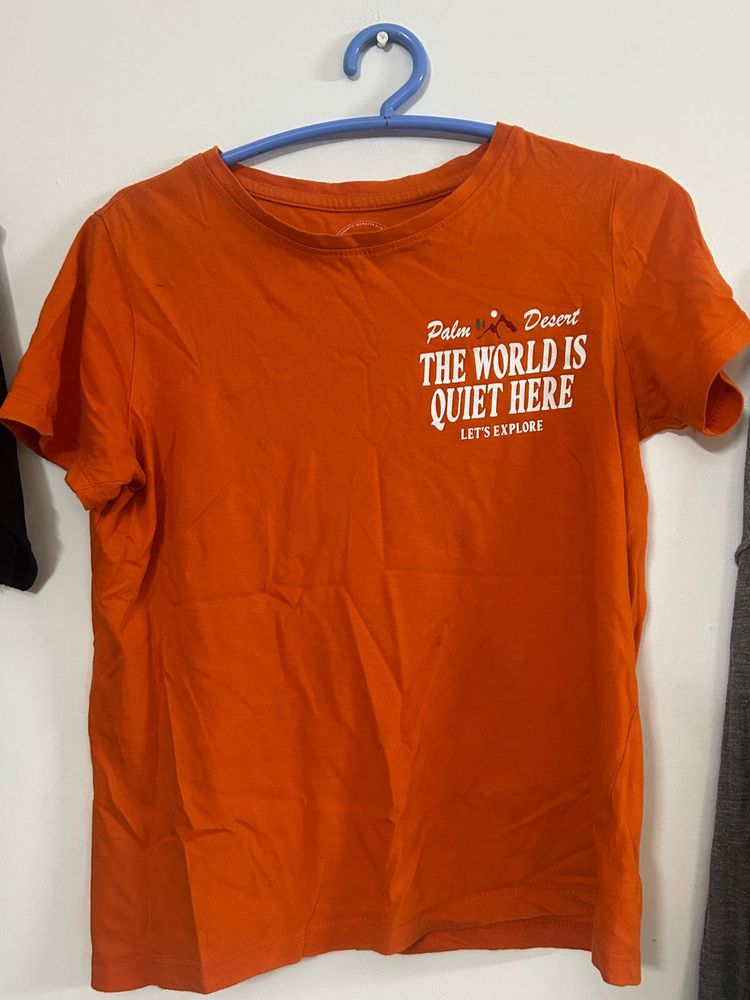 Palm Desert
THE WORLD IS
QUIET HERE
LET'S EXPLORE